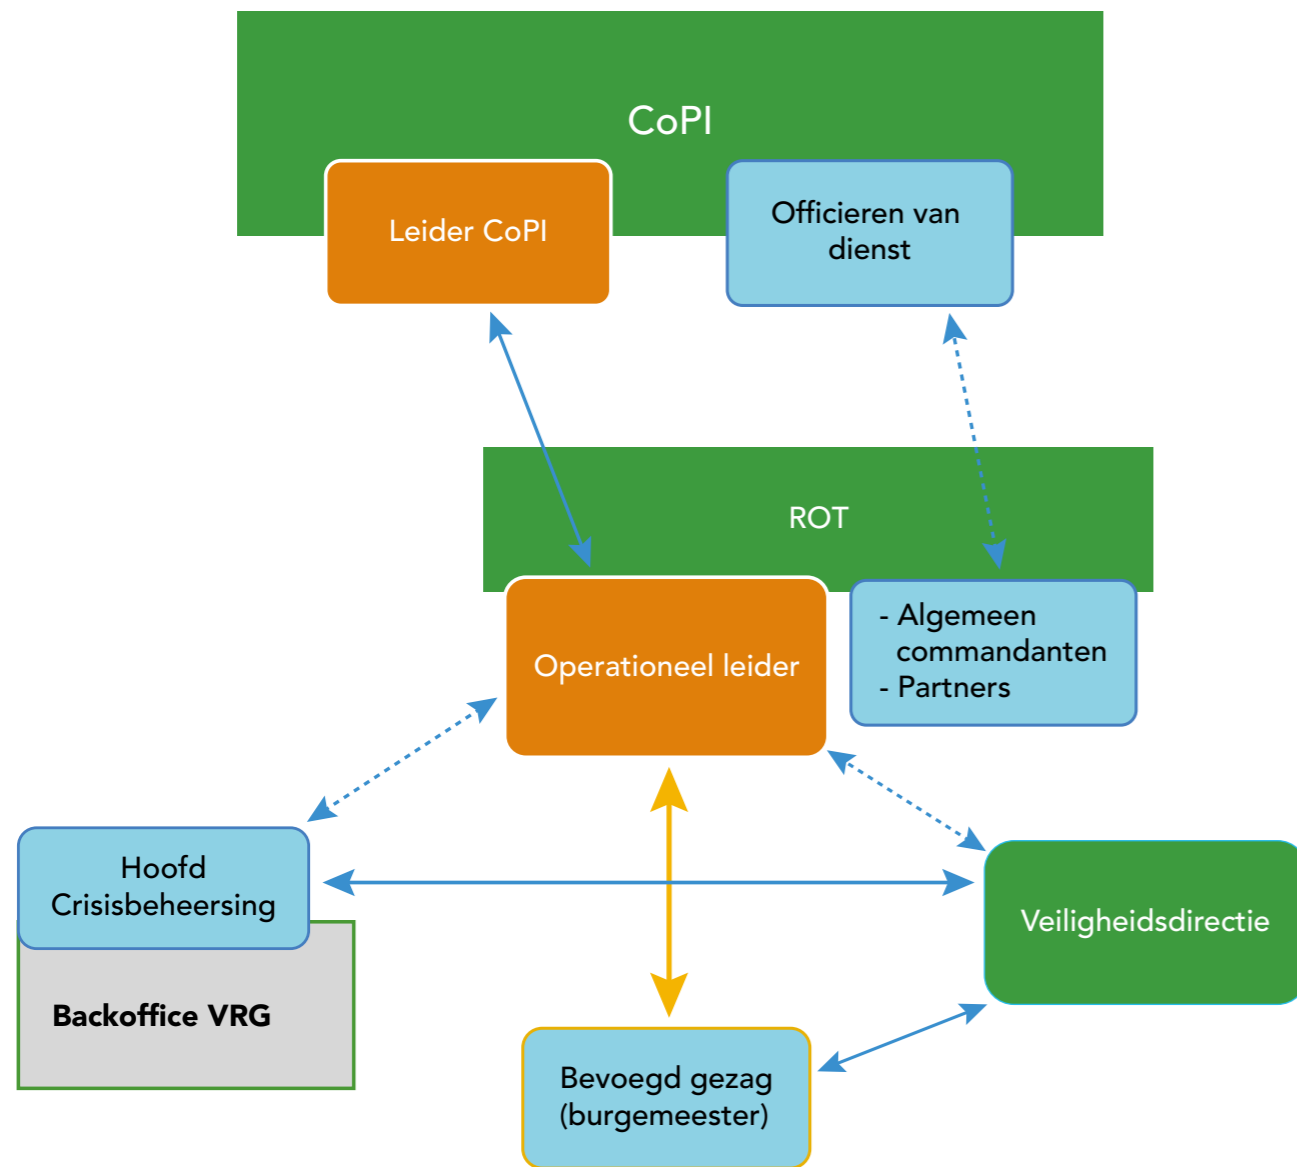 CoPI
Leider CoPI
Officieren van
dienst
ROT
Operationeel leider
- Algemeen
commandanten
- Partners
Hoofd
Crisisbeheersing
Veiligheidsdirectie
Backoffice VRG
Bevoegd gezag
(burgemeester)